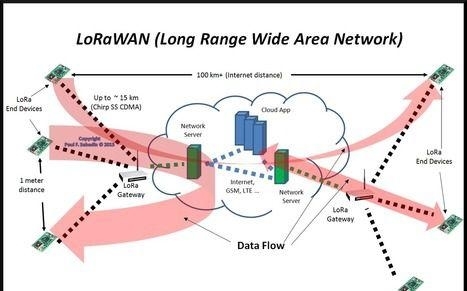 LoRaWAN (Long Range Wide Area Network)
100 km+ (Internet distance)
LoRa
End Devices
Up to ~ 15 km
(Chirp SS CDMA)
Cloud App
Network
Server
Copyright
Paul F. Sabadin © 2015
LoRa
End Devices
1 meter
distance
LoRa
Gateway
Internet,
GSM, LTE ...
Network
Server
LoRa
Gateway
Data Flow